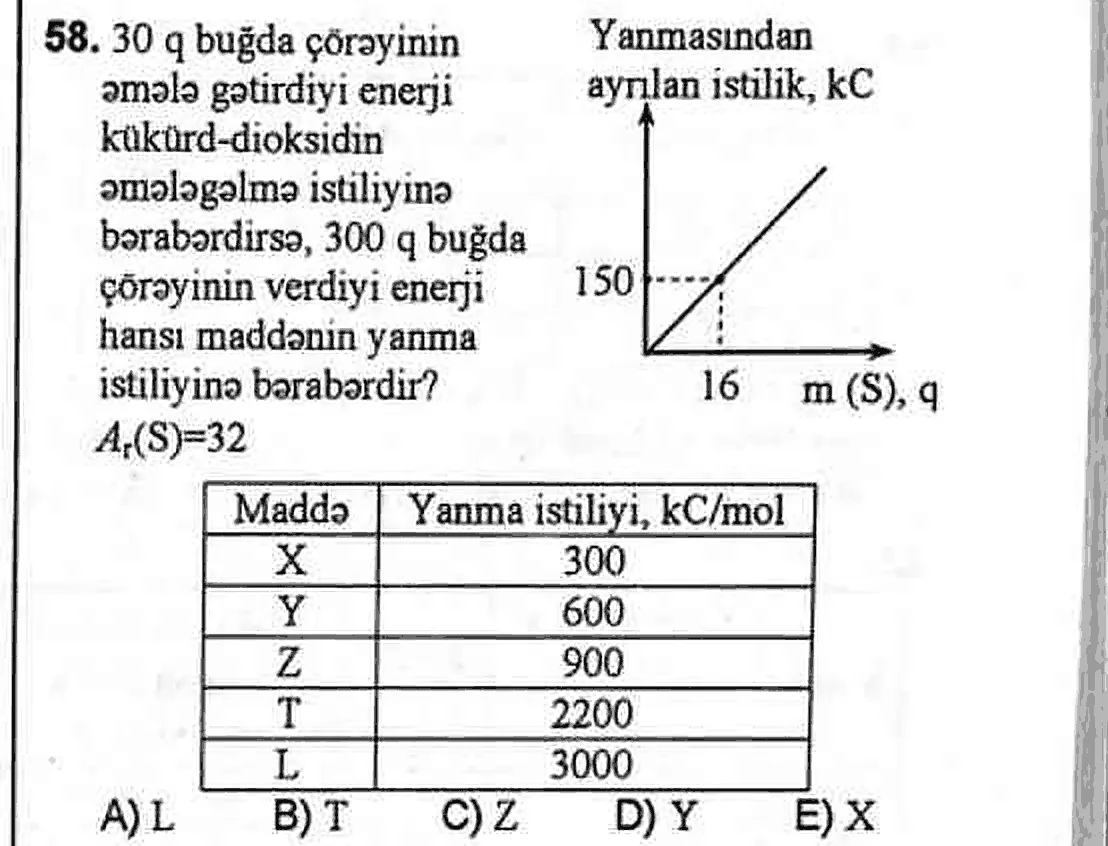 58. 30 q buğda çörəyinin
əmələ gətirdiyi enerji
kükürd-dioksidin
əmələgəlmə istiliyinə
bərabərdirsə, 300 q buğda
çörəyinin verdiyi enerji
hansı maddənin yanma
istiliyinə bərabərdir?
Aᵣ(S)=32
Yanmasından
ayrılan istilik, kC
150
16 m (S), q
Maddə Yanma istiliyi, kC/mol
X 300
Y 600
Z 900
T 2200
L 3000
A) L B) T C) Z D) Y E) X